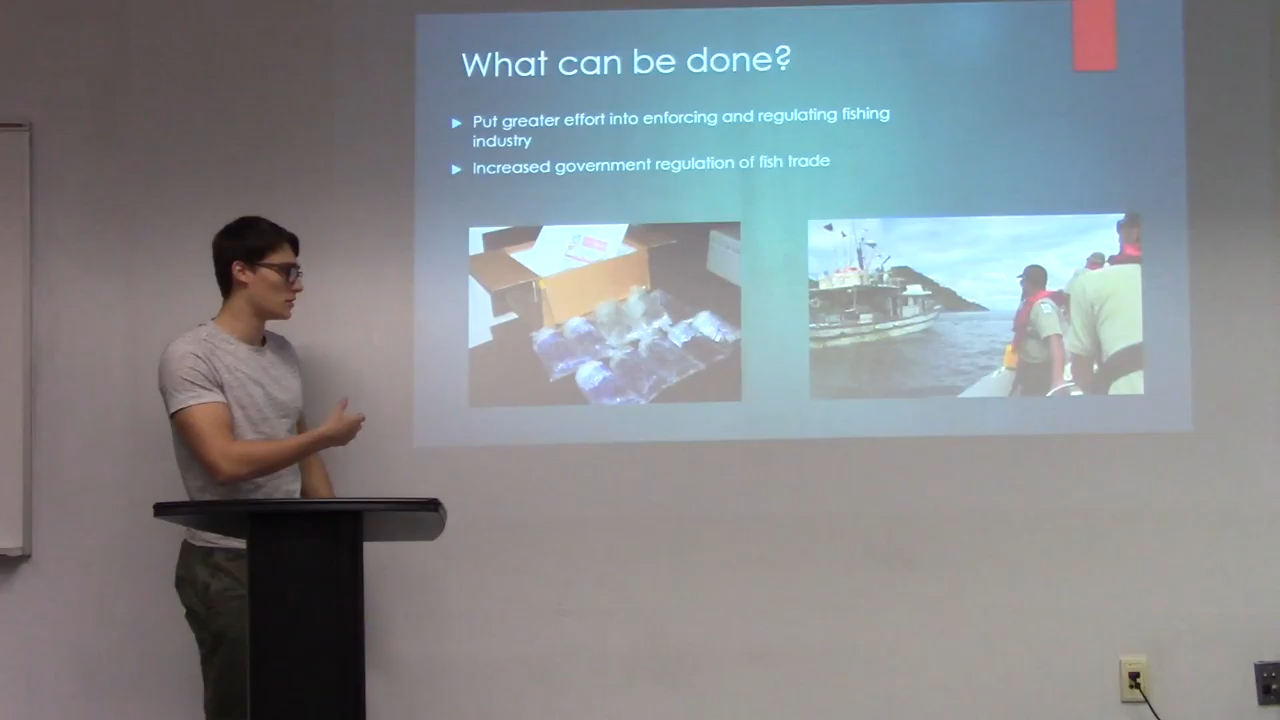 What can be done?
Put greater effort into enforcing and regulating fishing
industry
Increased government regulation of fish trade